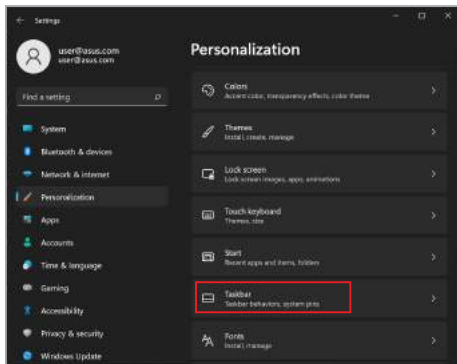 Settings
user@asus.com
user@asus.com
Find a setting
System
Bluetooth & devices
Network & internet
Personalization
Apps
Accounts
Time & language
Gaming
Accessibility
Privacy & security
Windows Update
Personalization
Colors
Accent color, transparency effects, color theme
Themes
Install, create, manage
Lock screen
Lock screen images, apps, animations
Touch keyboard
Themes, size
Start
Recent apps and items, folders
Taskbar
Taskbar behaviors, system pins
Fonts
Install, manage